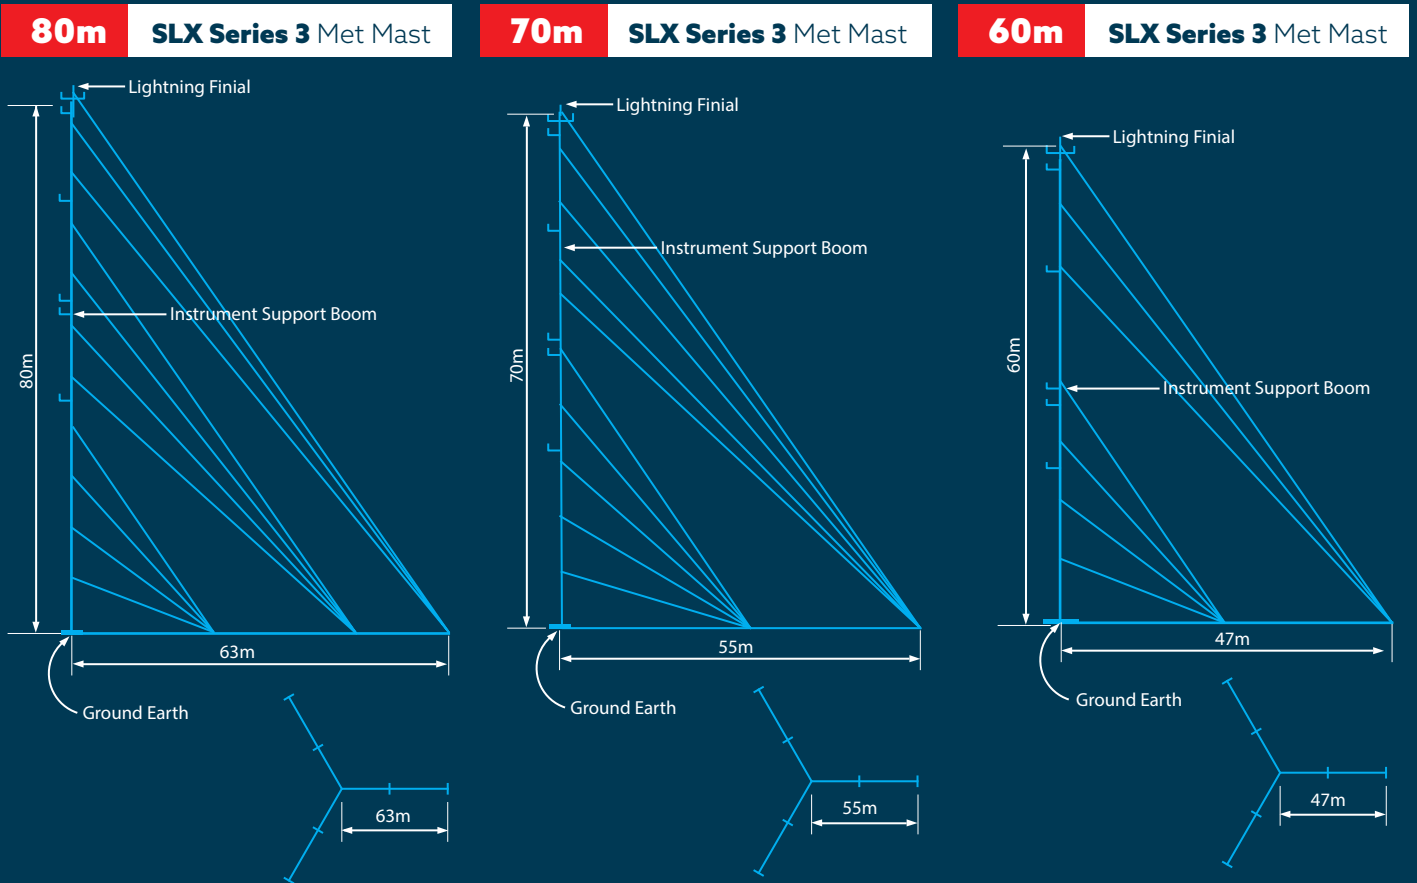 80m SLX Series 3 Met Mast
Lightning Finial
Instrument Support Boom
80m
63m
Ground Earth
63m
70m SLX Series 3 Met Mast
Lightning Finial
Instrument Support Boom
70m
55m
Ground Earth
55m
60m SLX Series 3 Met Mast
Lightning Finial
60m
Instrument Support Boom
47m
Ground Earth
47m